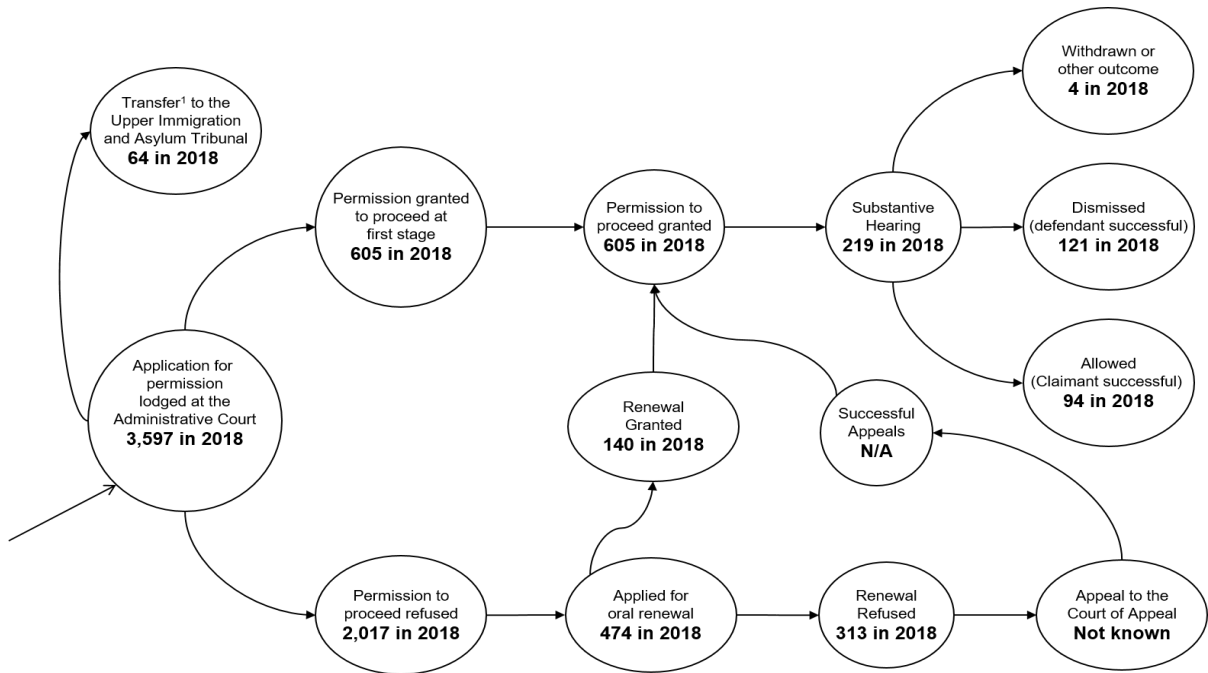 Withdrawn or
other outcome
4 in 2018
Transfer¹ to the
Upper Immigration
and Asylum Tribunal
64 in 2018
Permission granted
to proceed at
first stage
605 in 2018
Permission to
proceed granted
605 in 2018
Substantive
Hearing
219 in 2018
Dismissed
(defendant successful)
121 in 2018
Application for
permission
lodged at the
Administrative Court
3,597 in 2018
Renewal
Granted
140 in 2018
Successful
Appeals
N/A
Allowed
(Claimant successful)
94 in 2018
Permission to
proceed refused
2,017 in 2018
Applied for
oral renewal
474 in 2018
Renewal
Refused
313 in 2018
Appeal to the
Court of Appeal
Not known